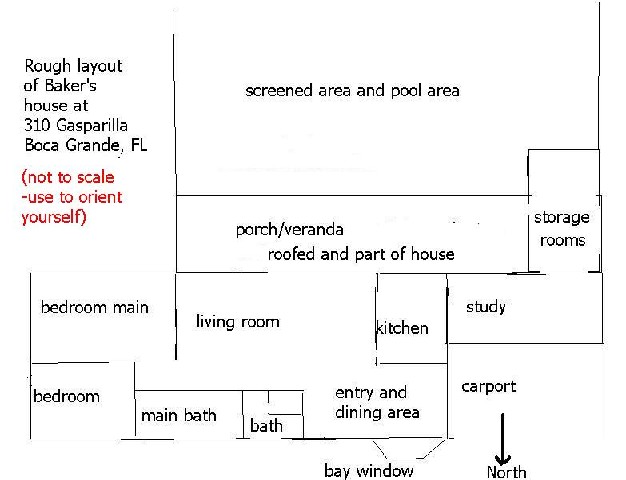 Rough layout
of Baker's
house at
310 Gasparilla
Boca Grande, FL
(not to scale
-use to orient
yourself)
screened area and pool area
porch/veranda
roofed and part of house
storage
rooms
bedroom main
living room
kitchen
study
bedroom
main bath
bath
entry and
dining area
carport
bay window
North